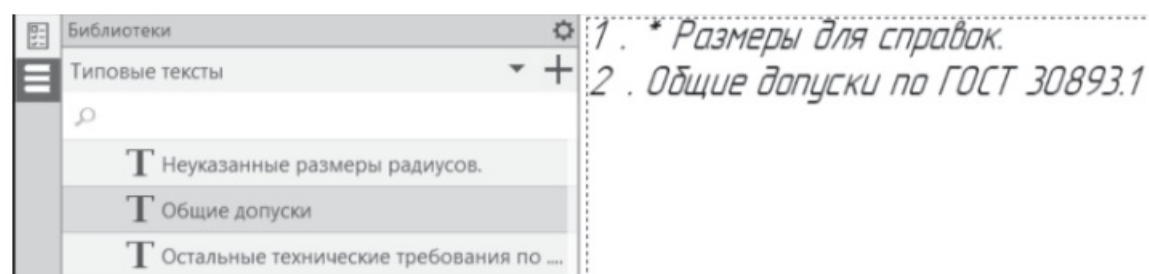 Библиотеки
Типовые тексты
T Неуказанные размеры радиусов.
T Общие допуски
T Остальные технические требования по ....
1 . * Размеры для справок.
2 . Общие допуски по ГОСТ 30893.1